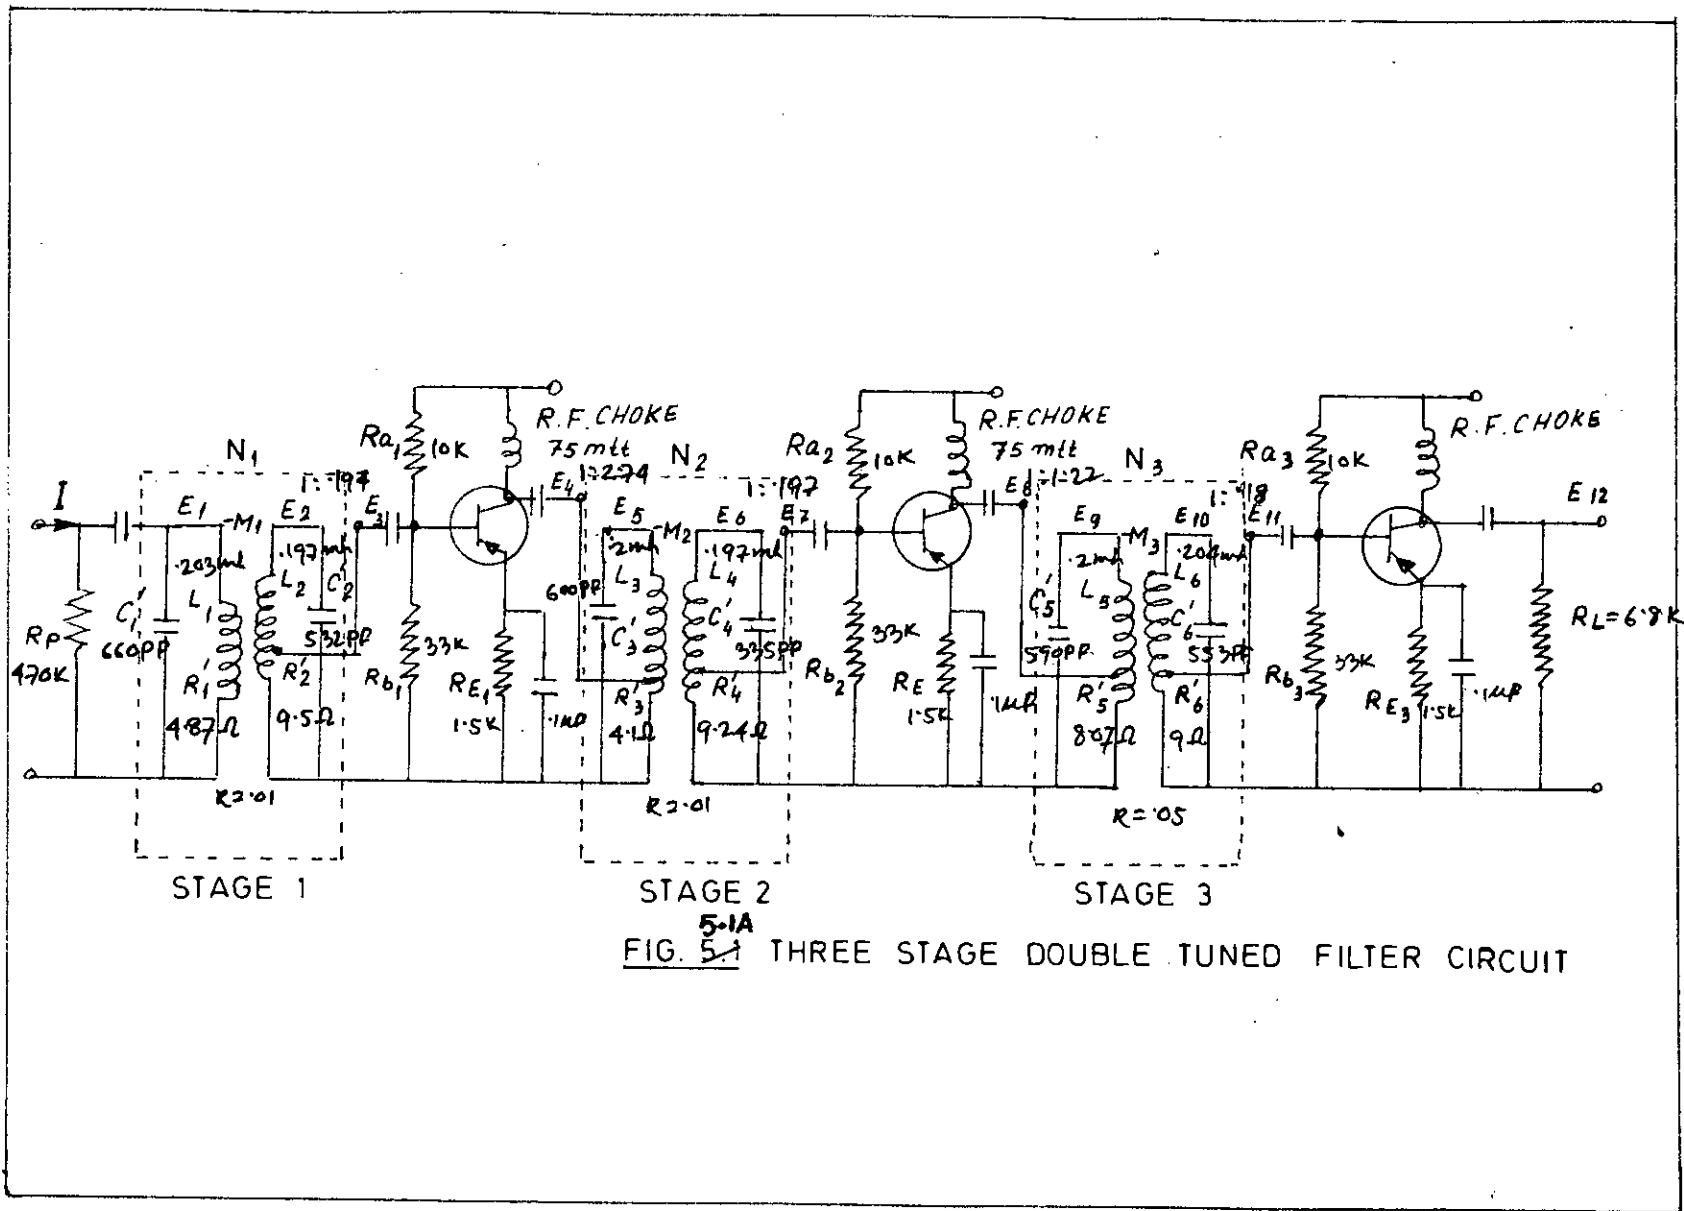 N1
I
E1
-M1
E2
1:·197
E3
·203mh
L1
L2
·197mh
C2'
532PF
C1'
660PF
RP
470K
R1'
4.87Ω
R2'
9.5Ω
K=·01
STAGE 1
Ra1
10K
R.F. CHOKE
75 mH
33K
Rb1
RE1
1.5K
·1μF
E4
1:·274
N2
E5
-M2
E6
1:·197
E7
·2mh
L3
L4
·197mh
600PF
C3'
C4'
335PF
R3'
4.1Ω
R4'
9.24Ω
K=·01
STAGE 2
Ra2
10K
R.F. CHOKE
75 mH
33K
Rb2
RE
1.5K
·1μF
E8
1:·22
N3
E9
-M3
E10
1:·18
E11
·2mh
L5
L6
·204mh
C5'
590PF
C6'
553PF
R5'
8.07Ω
R6'
9Ω
K=·05
STAGE 3
Ra3
10K
R.F. CHOKE
33K
Rb3
RE3
1.5K
·1μF
E12
RL=6.8K
5.1A
FIG. 5.1 THREE STAGE DOUBLE TUNED FILTER CIRCUIT